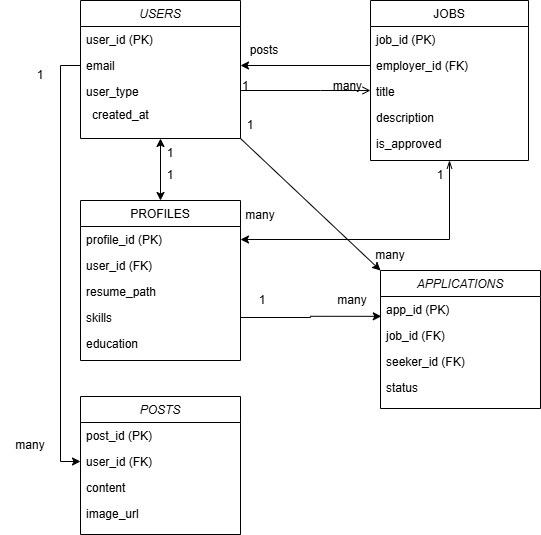 USERS
user_id (PK)
email
user_type
created_at
JOBS
job_id (PK)
employer_id (FK)
title
description
is_approved
posts
1
many
1
1
1
1
1
many
many
PROFILES
profile_id (PK)
user_id (FK)
resume_path
skills
education
1
many
APPLICATIONS
app_id (PK)
job_id (FK)
seeker_id (FK)
status
many
POSTS
post_id (PK)
user_id (FK)
content
image_url